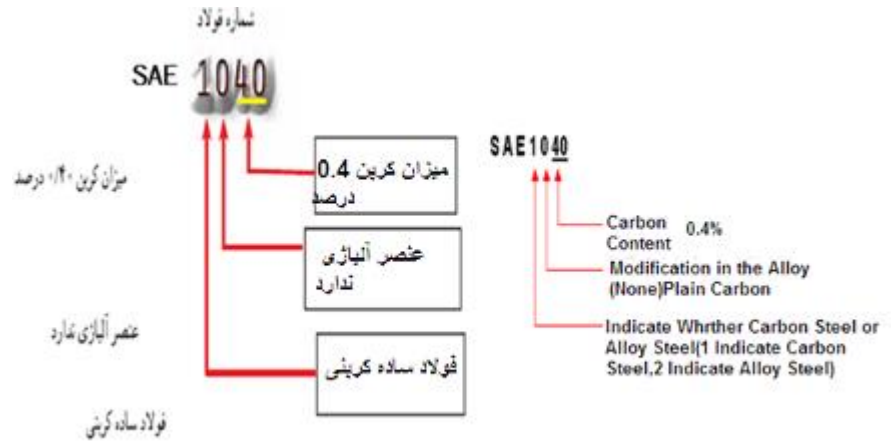 شماره فولاد
SAE 1040
میزان کربن 0.4
درصد
میزان کربن ۰/۴۰ درصد
عنصر آلیاژی
ندارد
عنصر آلیاژی ندارد
فولاد ساده کربنی
فولاد ساده کربنی
SAE1040
Carbon
Content 0.4%
Modification in the Alloy
(None)Plain Carbon
Indicate Whrther Carbon Steel or
Alloy Steel(1 Indicate Carbon
Steel,2 Indicate Alloy Steel)